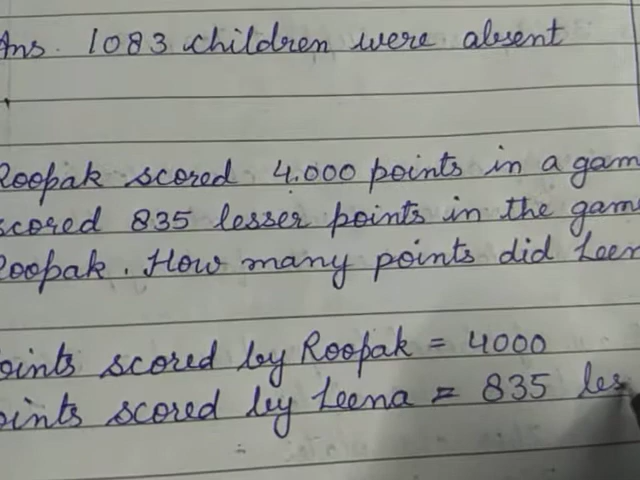 Ans. 1083 children were absent
Roopak scored 4,000 points in a gam
scored 835 lesser points in the game
Roopak. How many points did Leen
oints scored by Roopak = 4000
oints scored by Leena = 835 les